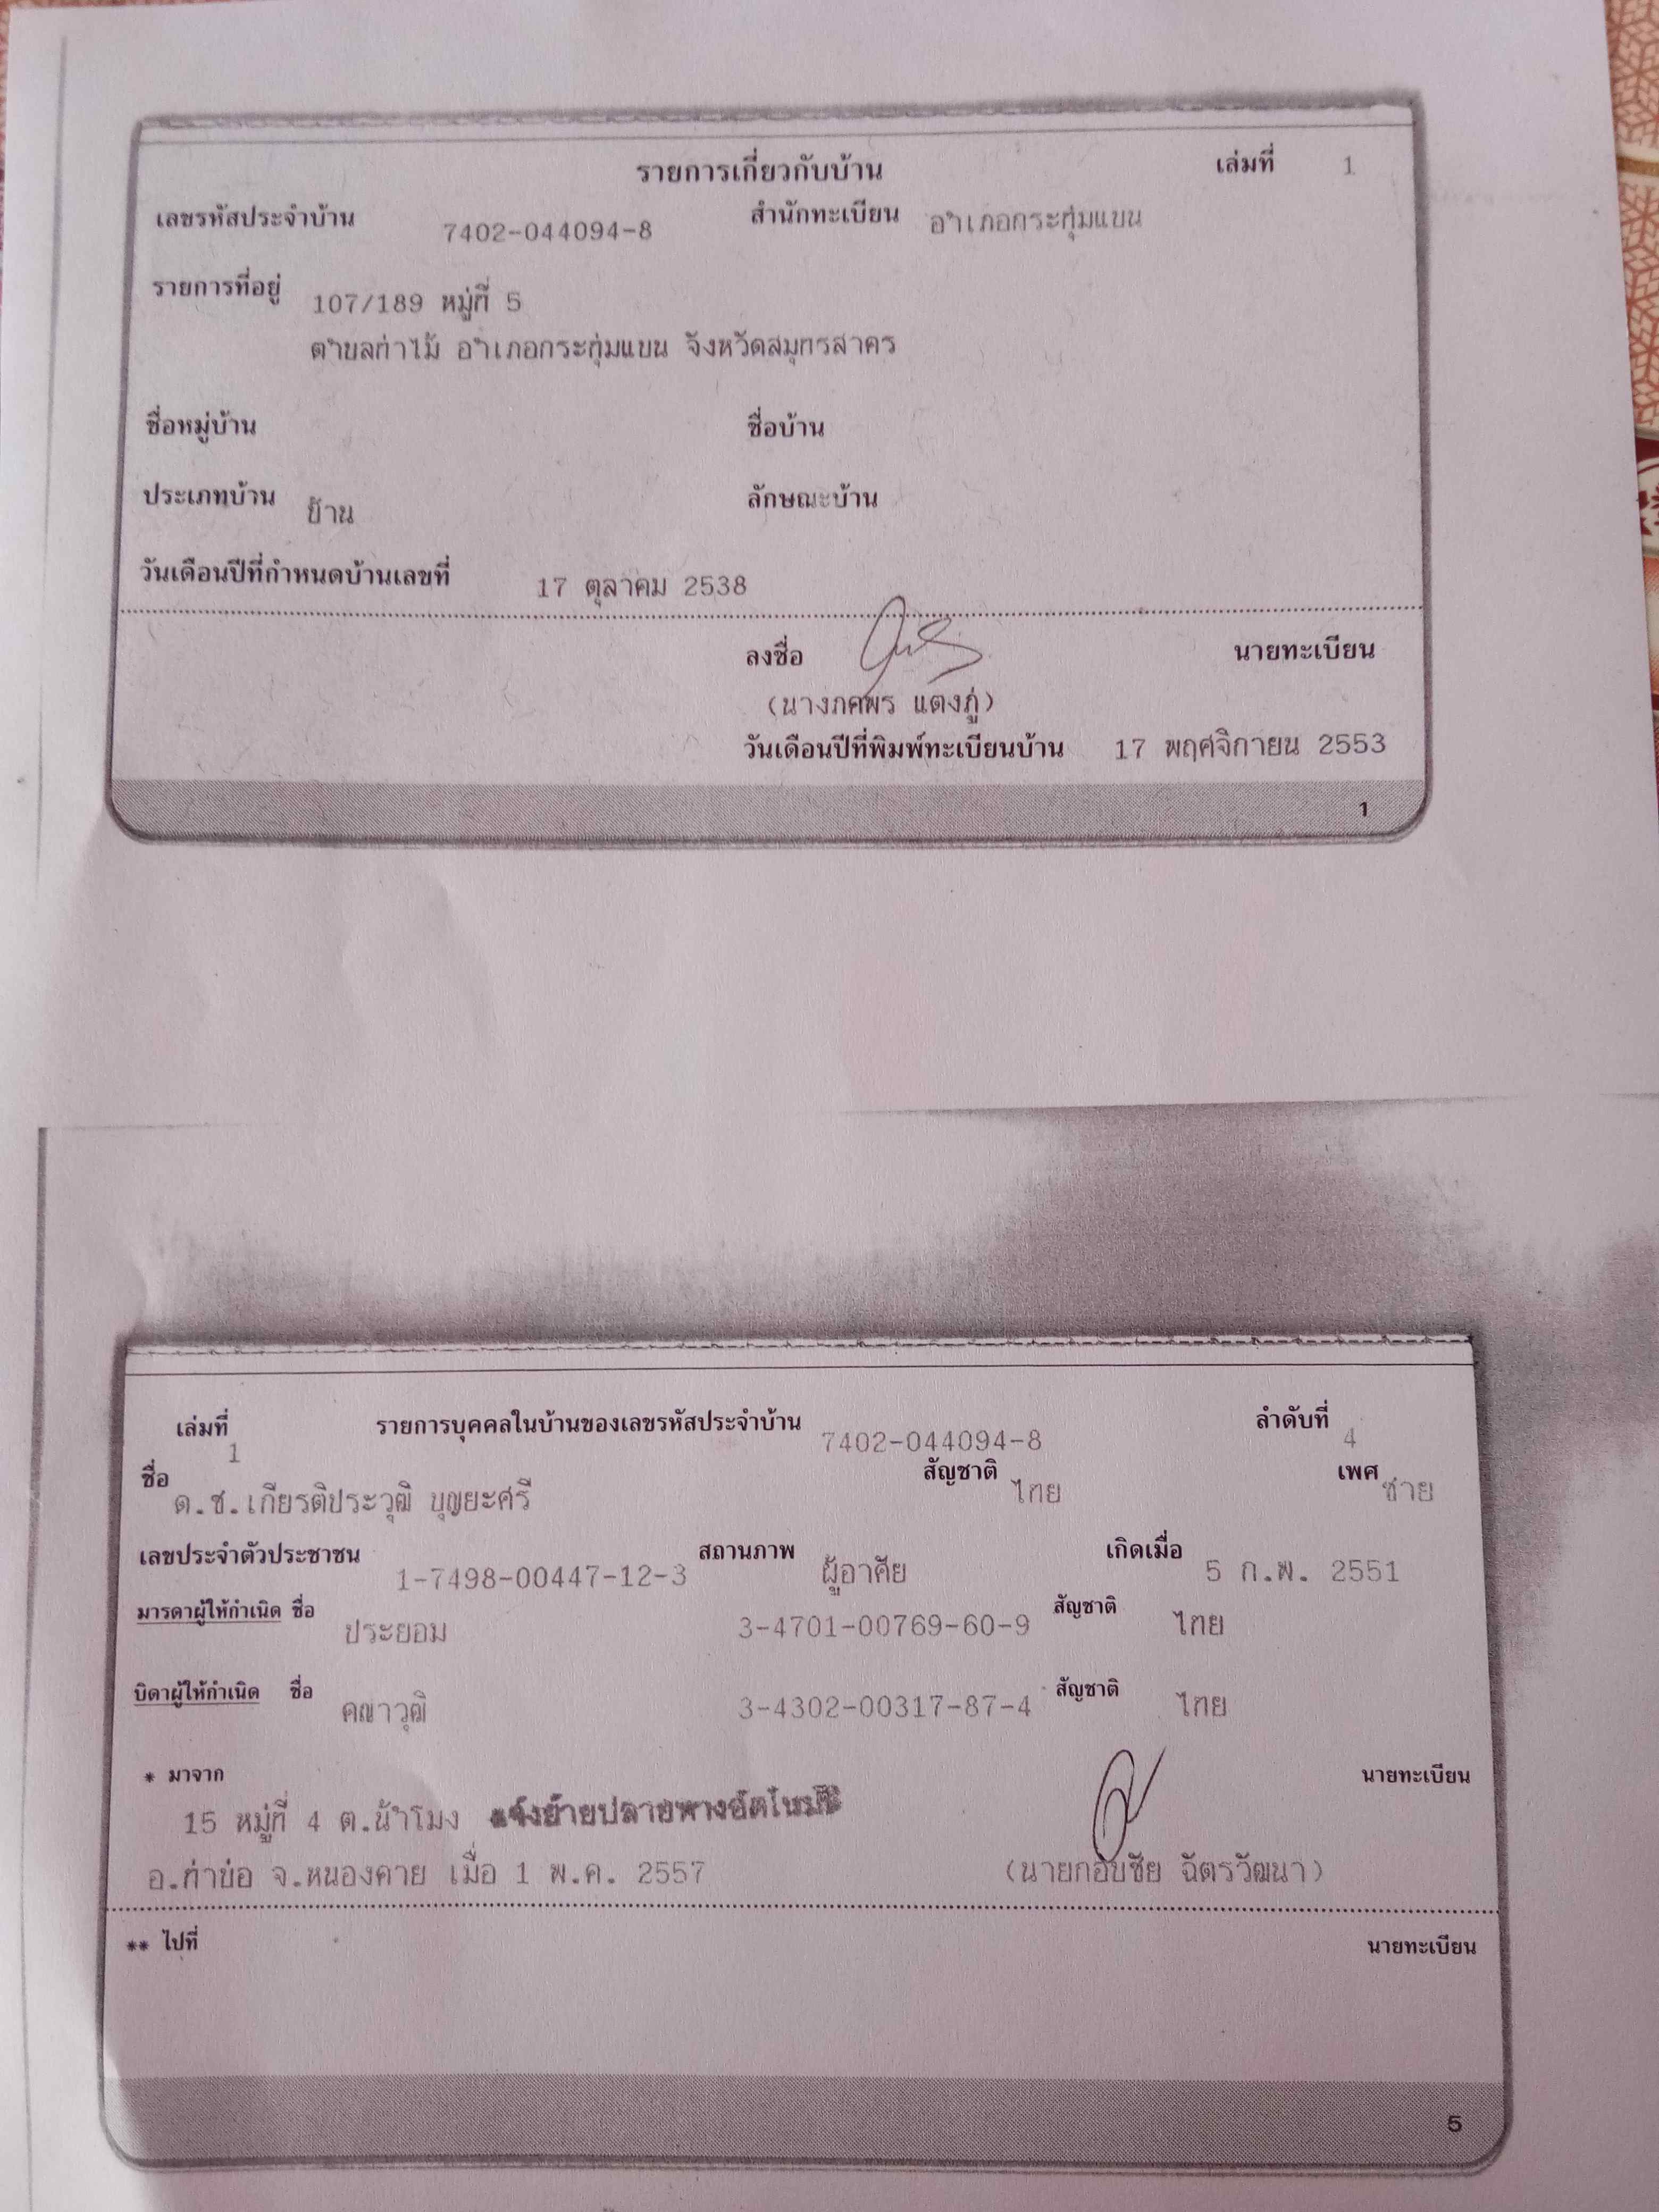 รายการเกี่ยวกับบ้าน เล่มที่ 1
เลขรหัสประจำบ้าน 7402-044094-8 สำนักทะเบียน อำเภอกระทุ่มแบน
รายการที่อยู่ 107/189 หมู่ที่ 5
ตำบลท่าไม้ อำเภอกระทุ่มแบน จังหวัดสมุทรสาคร
ชื่อหมู่บ้าน ชื่อบ้าน
ประเภทบ้าน บ้าน ลักษณะบ้าน
วันเดือนปีที่กำหนดบ้านเลขที่ 17 ตุลาคม 2538
ลงชื่อ นายทะเบียน
(นางภคพร แตงภู่)
วันเดือนปีที่พิมพ์ทะเบียนบ้าน 17 พฤศจิกายน 2553
1
เล่มที่ 1 รายการบุคคลในบ้านของเลขรหัสประจำบ้าน 7402-044094-8 ลำดับที่ 4
ชื่อ ด.ช.เกียรติประวุฒิ บุญยะศรี สัญชาติ ไทย เพศ ชาย
เลขประจำตัวประชาชน 1-7498-00447-12-3 สถานภาพ ผู้อาศัย เกิดเมื่อ 5 ก.พ. 2551
มารดาผู้ให้กำเนิด ชื่อ ประยอม 3-4701-00769-60-9 สัญชาติ ไทย
บิดาผู้ให้กำเนิด ชื่อ คณาวุฒิ 3-4302-00317-87-4 สัญชาติ ไทย
* มาจาก นายทะเบียน
15 หมู่ที่ 4 ต.น้ำโมง แจ้งย้ายปลายทางอัตโนมัติ
อ.ท่าบ่อ จ.หนองคาย เมื่อ 1 พ.ค. 2557 (นายกอบชัย ฉัตรวัฒนา)
** ไปที่ นายทะเบียน
5